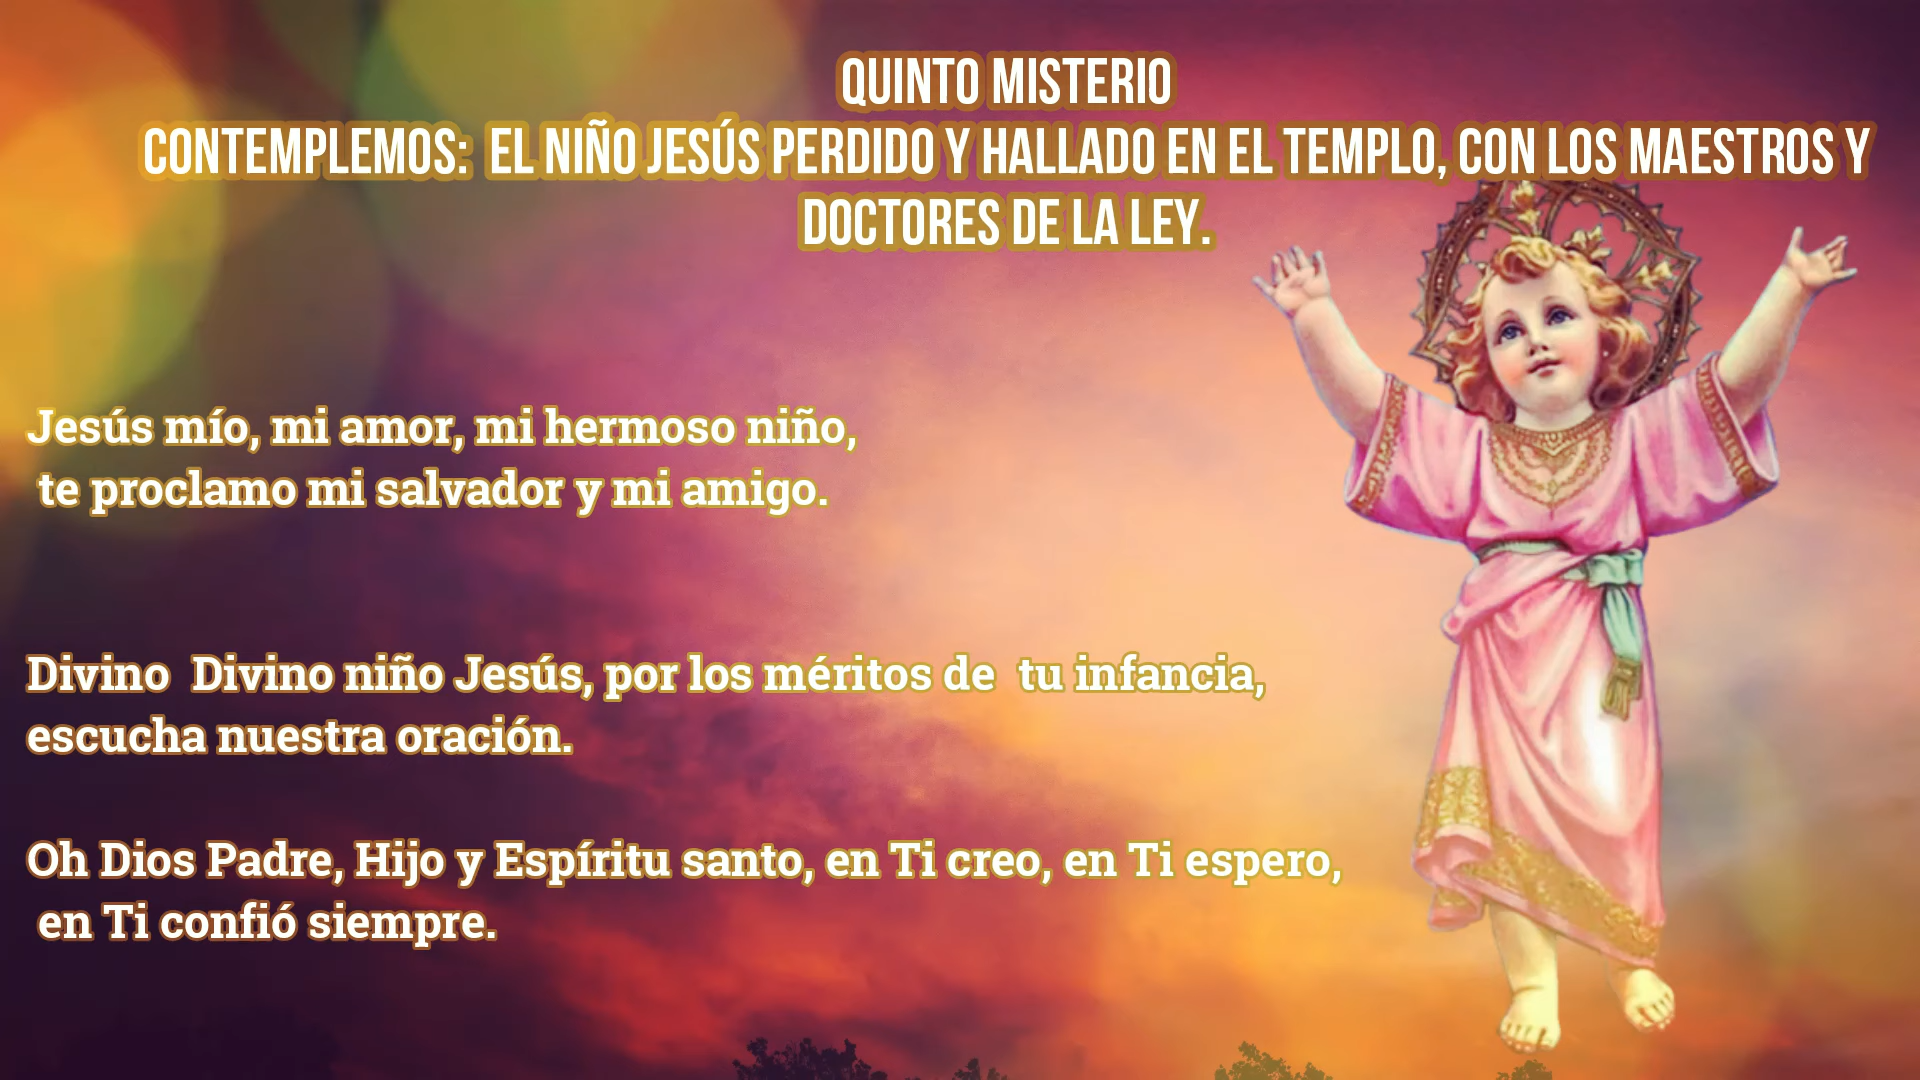 QUINTO MISTERIO
CONTEMPLEMOS:  EL NIÑO JESÚS PERDIDO Y HALLADO EN EL TEMPLO, CON LOS MAESTROS Y
DOCTORES DE LA LEY.
Jesús mío, mi amor, mi hermoso niño,
te proclamo mi salvador y mi amigo.
Divino  Divino niño Jesús, por los méritos de  tu infancia,
escucha nuestra oración.
Oh Dios Padre, Hijo y Espíritu santo, en Ti creo, en Ti espero,
en Ti confió siempre.